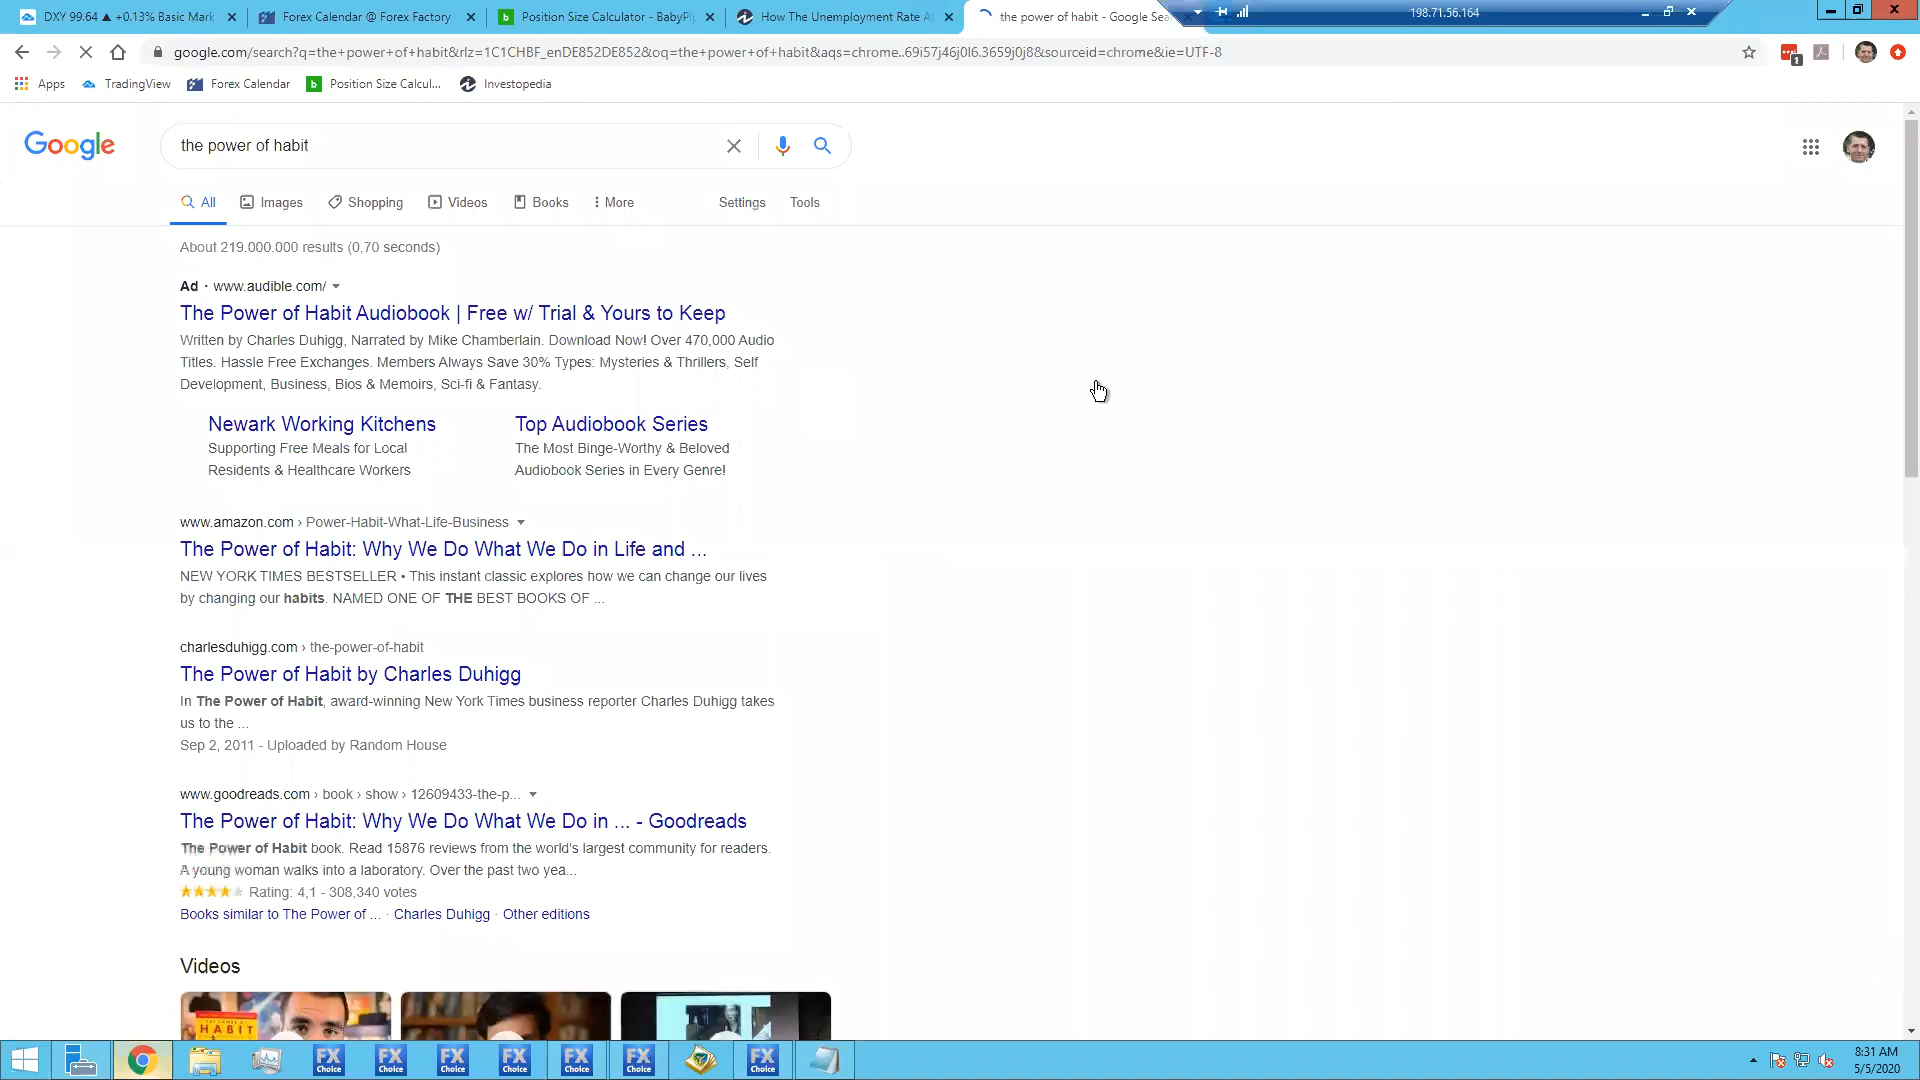 DXY 99.64 ▲ +0.13% Basic Mark
Forex Calendar @ Forex Factory
Position Size Calculator - BabyPi
How The Unemployment Rate A
the power of habit - Google Sea
198.71.56.164
google.com/search?q=the+power+of+habit&rlz=1C1CHBF_enDE852DE852&oq=the+power+of+habit&aqs=chrome..69i57j46j0l6.3659j0j8&sourceid=chrome&ie=UTF-8
1
Apps
TradingView
Forex Calendar
Position Size Calcul...
Investopedia
Google
the power of habit
All
Images
Shopping
Videos
Books
More
Settings
Tools
About 219.000.000 results (0,70 seconds)
Ad · www.audible.com/
The Power of Habit Audiobook | Free w/ Trial & Yours to Keep
Written by Charles Duhigg, Narrated by Mike Chamberlain. Download Now! Over 470,000 Audio
Titles. Hassle Free Exchanges. Members Always Save 30% Types: Mysteries & Thrillers, Self
Development, Business, Bios & Memoirs, Sci-fi & Fantasy.
Newark Working Kitchens
Supporting Free Meals for Local
Residents & Healthcare Workers
Top Audiobook Series
The Most Binge-Worthy & Beloved
Audiobook Series in Every Genre!
www.amazon.com › Power-Habit-What-Life-Business
The Power of Habit: Why We Do What We Do in Life and ...
NEW YORK TIMES BESTSELLER • This instant classic explores how we can change our lives
by changing our habits. NAMED ONE OF THE BEST BOOKS OF ...
charlesduhigg.com › the-power-of-habit
The Power of Habit by Charles Duhigg
In The Power of Habit, award-winning New York Times business reporter Charles Duhigg takes
us to the ...
Sep 2, 2011 - Uploaded by Random House
www.goodreads.com › book › show › 12609433-the-p...
The Power of Habit: Why We Do What We Do in ... - Goodreads
The Power of Habit book. Read 15876 reviews from the world's largest community for readers.
A young woman walks into a laboratory. Over the past two yea...
Rating: 4,1 - 308,340 votes
Books similar to The Power of ... · Charles Duhigg · Other editions
Videos
HABIT
FX Choice
FX Choice
FX Choice
FX Choice
FX Choice
FX Choice
FX Choice
8:31 AM
5/5/2020